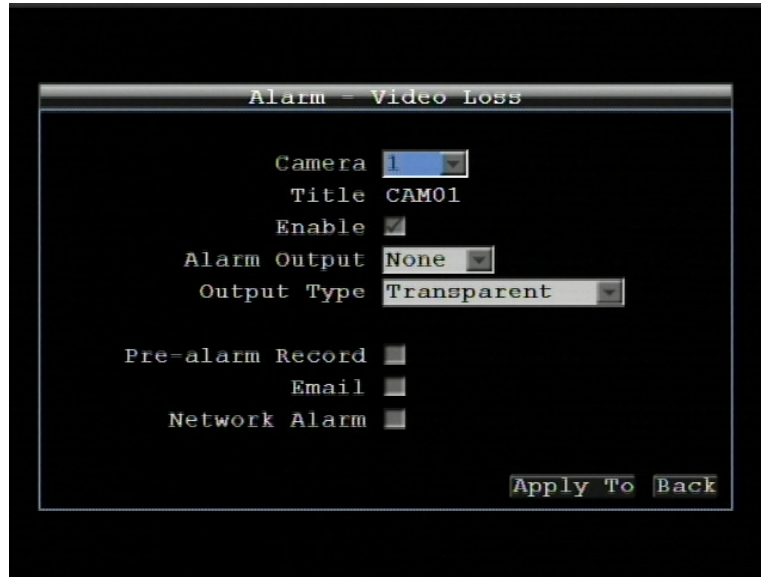 Alarm - Video Loss
Camera 1
Title CAM01
Enable
Alarm Output None
Output Type Transparent
Pre-alarm Record
Email
Network Alarm
Apply To Back